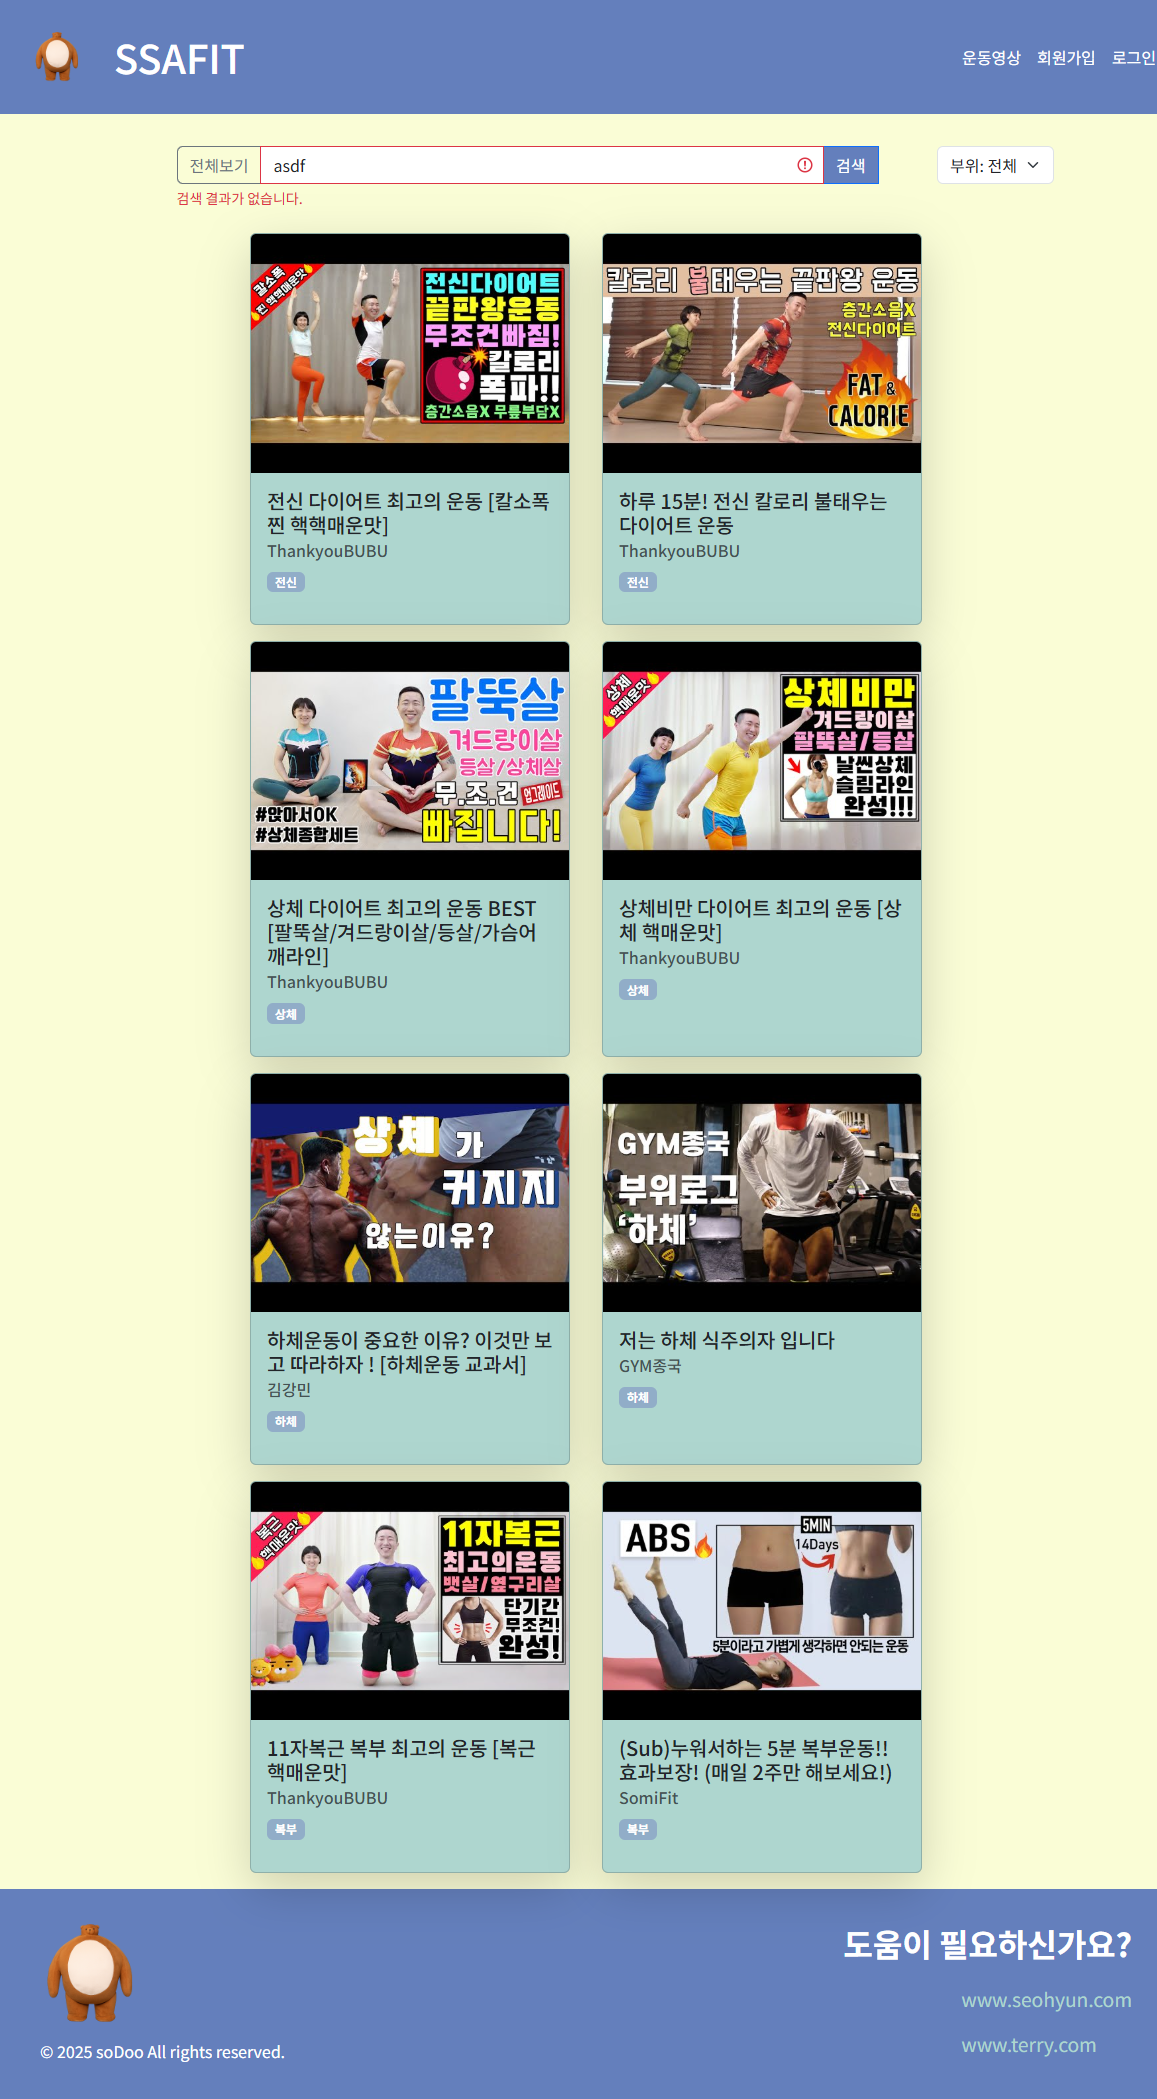 SSAFIT
운동영상 회원가입 로그인
전체보기 asdf 검색 부위: 전체
검색 결과가 없습니다.
칼소폭
찐 핵핵매운맛
전신다이어트
끝판왕운동
무조건빠짐!
칼로리
폭파!!
층간소음X 무릎부담X
전신 다이어트 최고의 운동 [칼소폭
찐 핵핵매운맛]
ThankyouBUBU
전신
칼로리 불태우는 끝판왕 운동
층간소음X
전신다이어트
FAT &
CALORIE
하루 15분! 전신 칼로리 불태우는
다이어트 운동
ThankyouBUBU
전신
팔뚝살
겨드랑이살
등살/상체살
무.조.건 업그레이드
빠집니다!
#앉아서OK
#상체종합세트
상체 다이어트 최고의 운동 BEST
[팔뚝살/겨드랑이살/등살/가슴어
깨라인]
ThankyouBUBU
상체
상체
핵매운맛
상체비만
겨드랑이살
팔뚝살/등살
날씬상체
슬림라인
완성!!!
상체비만 다이어트 최고의 운동 [상
체 핵매운맛]
ThankyouBUBU
상체
상체 가
커지지
않는이유?
하체운동이 중요한 이유? 이것만 보
고 따라하자 ! [하체운동 교과서]
김강민
하체
GYM종국
부위로그
‘하체’
저는 하체 식주의자 입니다
GYM종국
하체
복근
핵매운맛
11자복근
최고의운동
뱃살/옆구리살
단기간
무조건!
완성!
11자복근 복부 최고의 운동 [복근
핵매운맛]
ThankyouBUBU
복부
ABS
5MIN
14Days
5분이라고 가볍게 생각하면 안되는 운동
(Sub)누워서하는 5분 복부운동!!
효과보장! (매일 2주만 해보세요!)
SomiFit
복부
도움이 필요하신가요?
www.seohyun.com
www.terry.com
© 2025 soDoo All rights reserved.